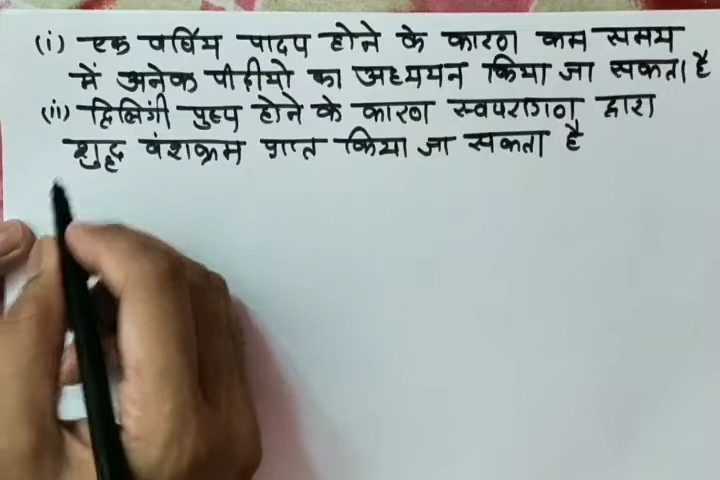 (i) एक वर्षिय पादप होने के कारण कम समय
में अनेक पीढ़ीयो का अध्ययन किया जा सकता है
(ii) द्विलिंगी पुष्प होने के कारण स्वपरागण द्वारा
शुद्ध वंशक्रम प्राप्त किया जा सकता है